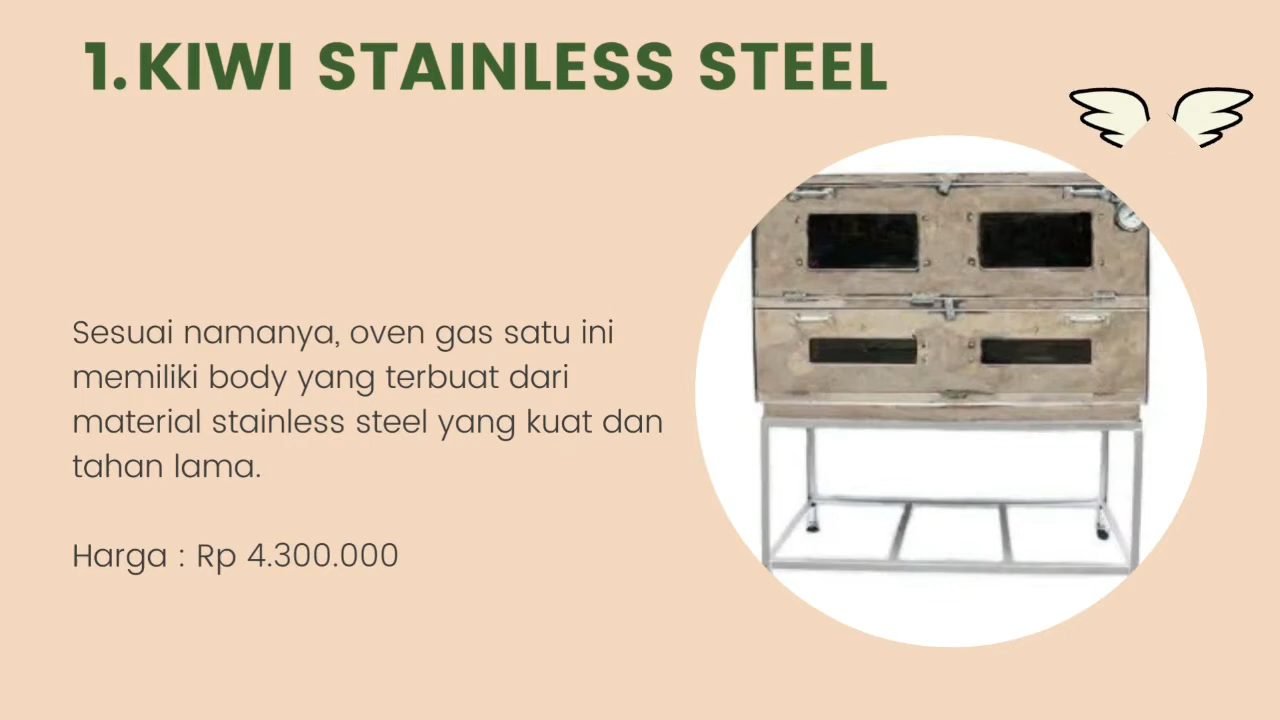 1. KIWI STAINLESS STEEL
Sesuai namanya, oven gas satu ini
memiliki body yang terbuat dari
material stainless steel yang kuat dan
tahan lama.
Harga : Rp 4.300.000